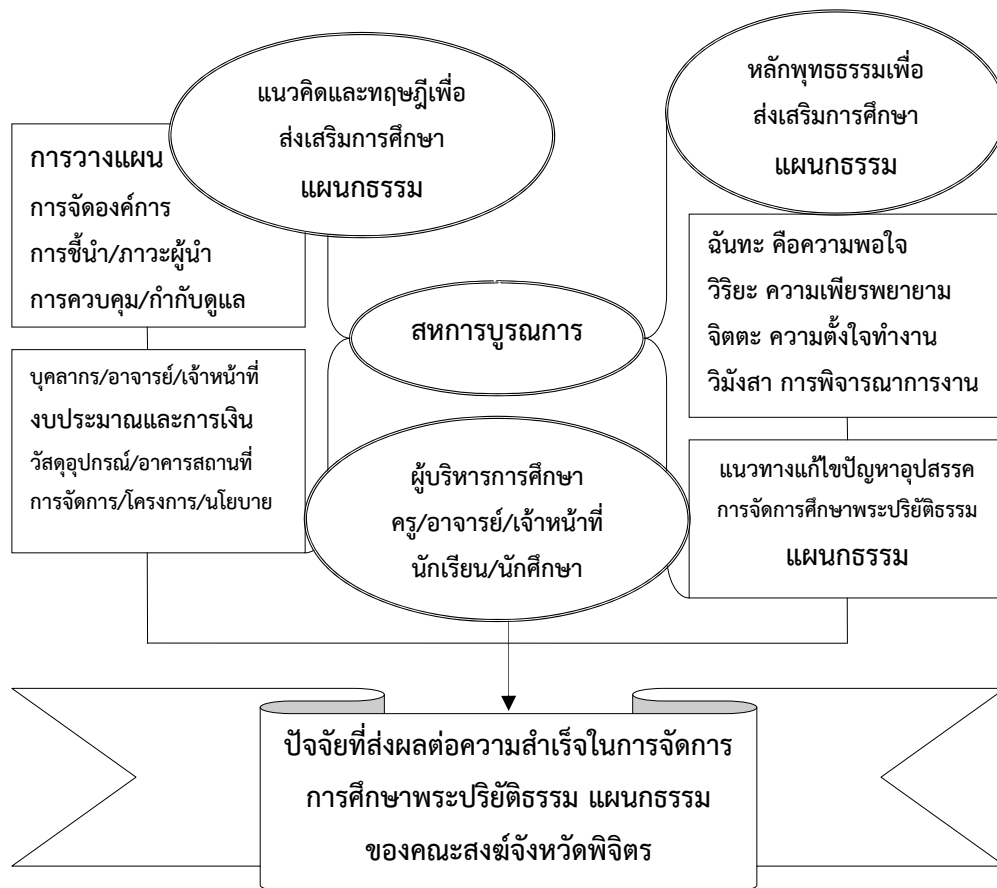 แนวคิดและทฤษฎีเพื่อ
ส่งเสริมการศึกษา
แผนกธรรม
หลักพุทธธรรมเพื่อ
ส่งเสริมการศึกษา
แผนกธรรม
การวางแผน
การจัดองค์การ
การชี้นำ/ภาวะผู้นำ
การควบคุม/กำกับดูแล
ฉันทะ คือความพอใจ
วิริยะ ความเพียรพยายาม
จิตตะ ความตั้งใจทำงาน
วิมังสา การพิจารณาการงาน
สหการบูรณการ
บุคลากร/อาจารย์/เจ้าหน้าที่
งบประมาณและการเงิน
วัสดุอุปกรณ์/อาคารสถานที่
การจัดการ/โครงการ/นโยบาย
ผู้บริหารการศึกษา
ครู/อาจารย์/เจ้าหน้าที่
นักเรียน/นักศึกษา
แนวทางแก้ไขปัญหาอุปสรรค
การจัดการศึกษาพระปริยัติธรรม
แผนกธรรม
ปัจจัยที่ส่งผลต่อความสำเร็จในการจัดการ
การศึกษาพระปริยัติธรรม แผนกธรรม
ของคณะสงฆ์จังหวัดพิจิตร